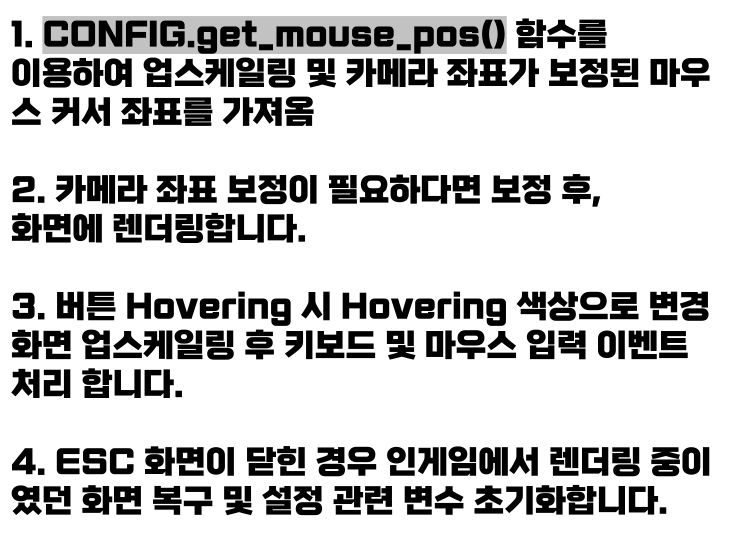 1. CONFIG.get_mouse_pos() 함수를
이용하여 업스케일링 및 카메라 좌표가 보정된 마우
스 커서 좌표를 가져옴
2. 카메라 좌표 보정이 필요하다면 보정 후,
화면에 렌더링합니다.
3. 버튼 Hovering 시 Hovering 색상으로 변경
화면 업스케일링 후 키보드 및 마우스 입력 이벤트
처리 합니다.
4. ESC 화면이 닫힌 경우 인게임에서 렌더링 중이
였던 화면 복구 및 설정 관련 변수 초기화합니다.